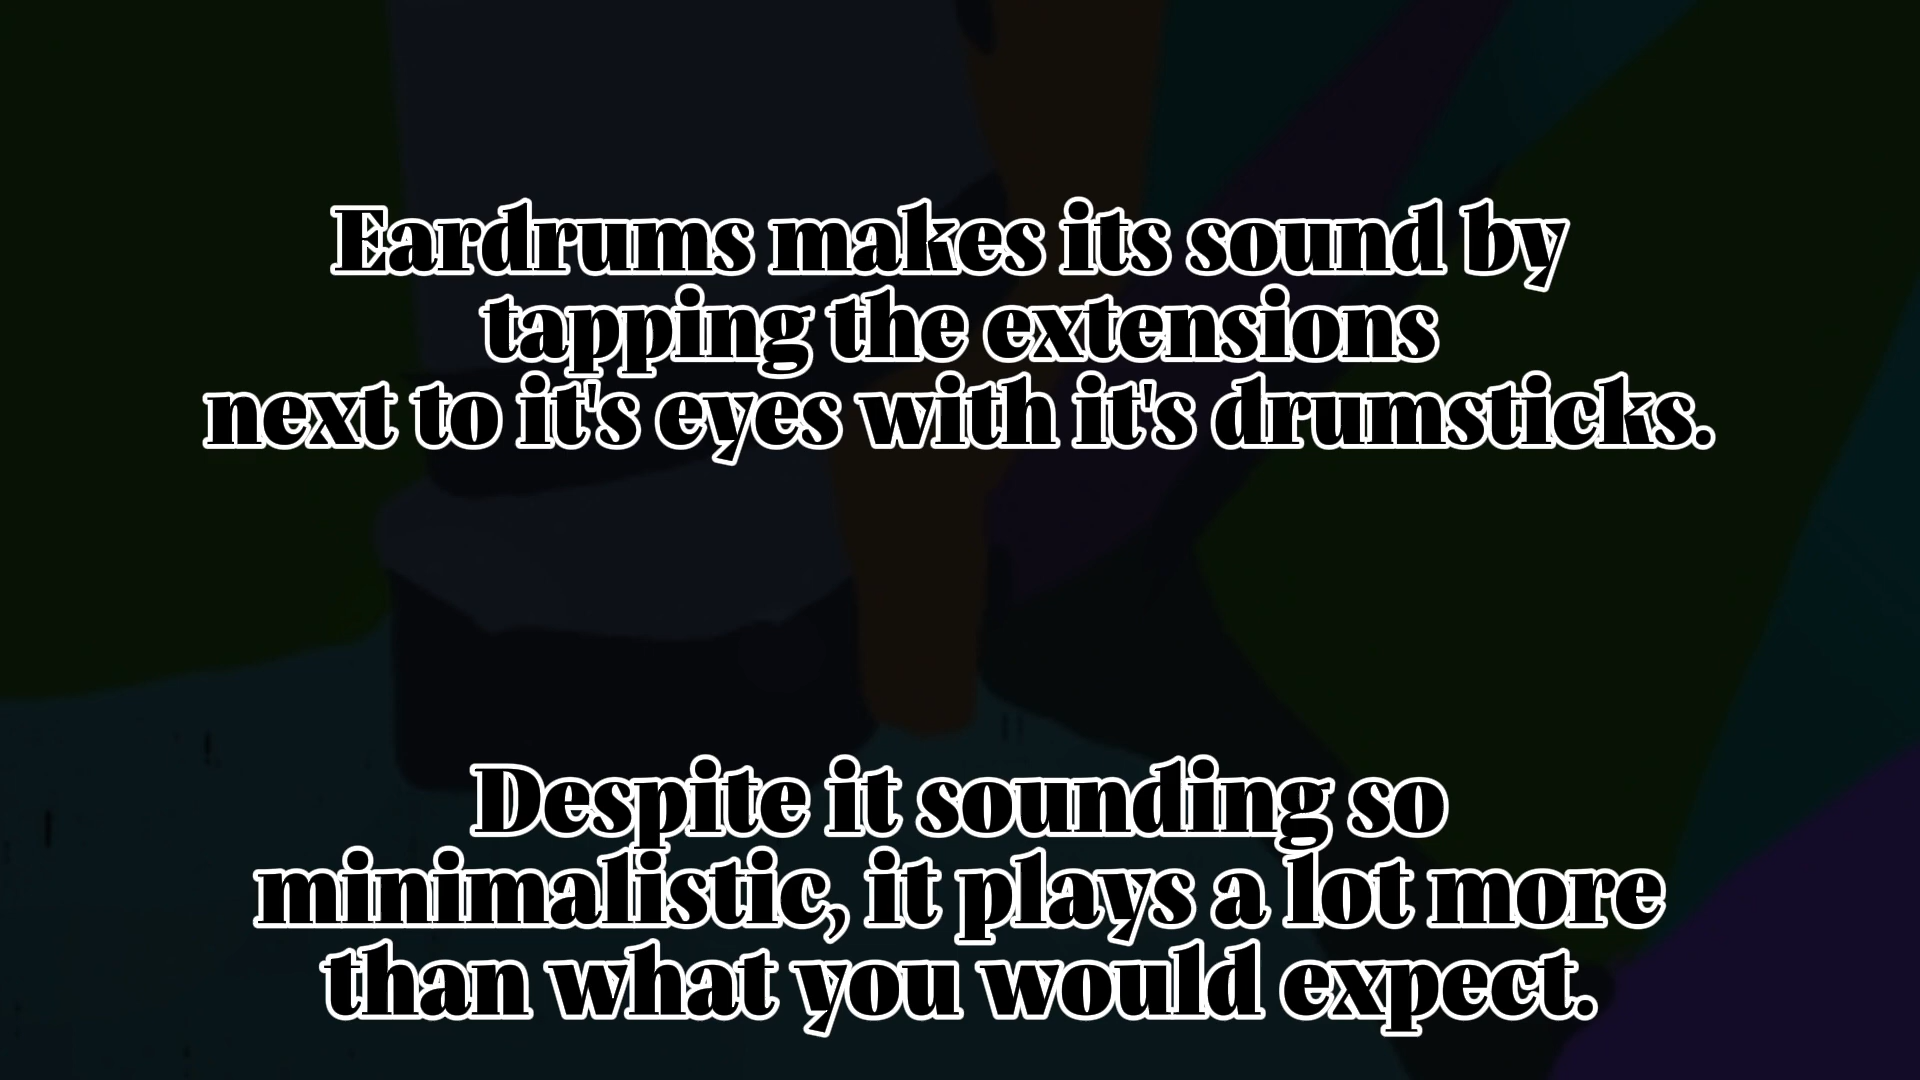 Eardrums makes its sound by
tapping the extensions
next to it's eyes with it's drumsticks.
Despite it sounding so
minimalistic, it plays a lot more
than what you would expect.